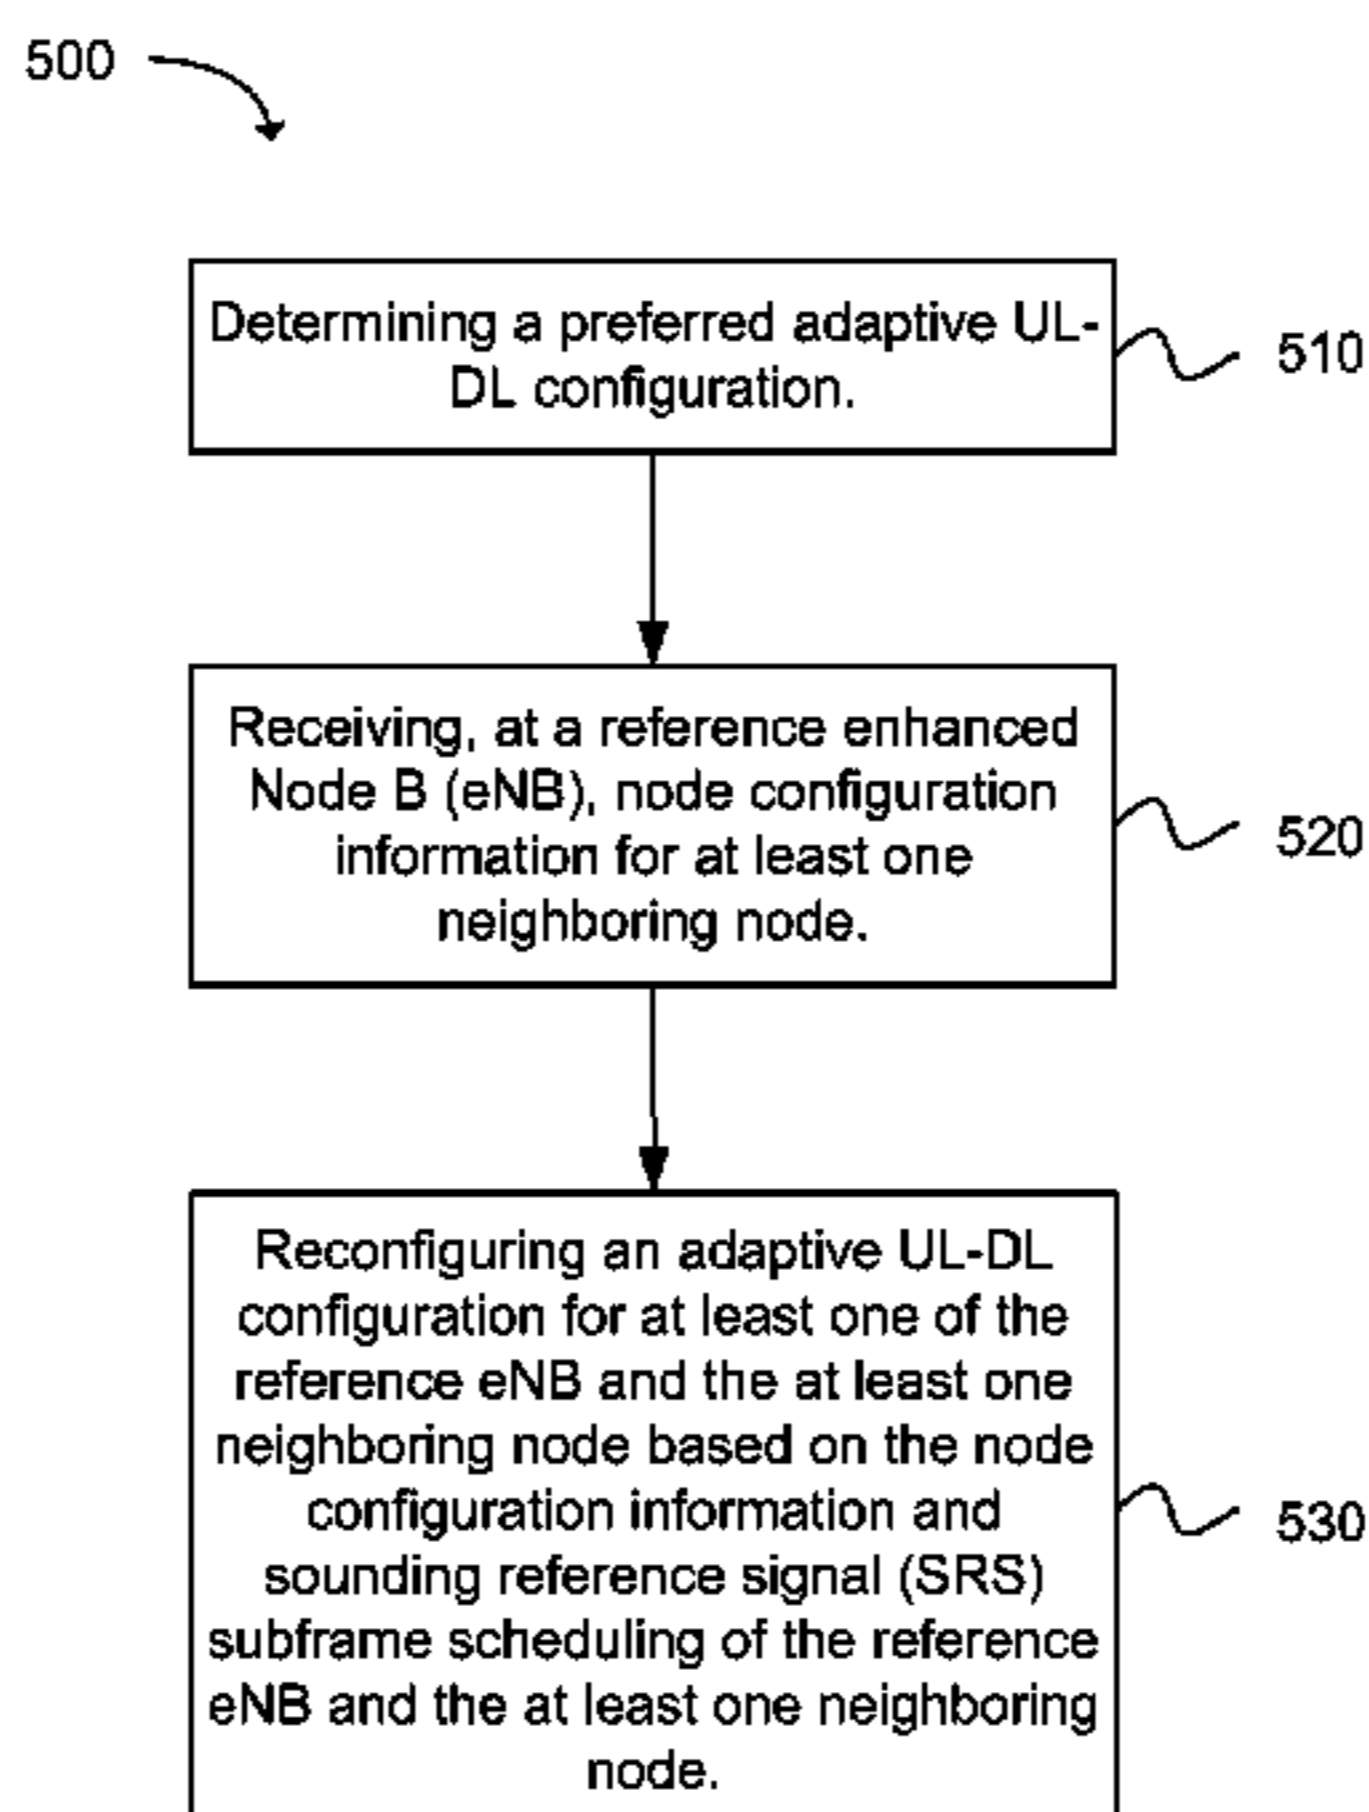 500
Determining a preferred adaptive UL-
DL configuration.
510
Receiving, at a reference enhanced
Node B (eNB), node configuration
information for at least one
neighboring node.
520
Reconfiguring an adaptive UL-DL
configuration for at least one of the
reference eNB and the at least one
neighboring node based on the node
configuration information and
sounding reference signal (SRS)
subframe scheduling of the reference
eNB and the at least one neighboring
node.
530